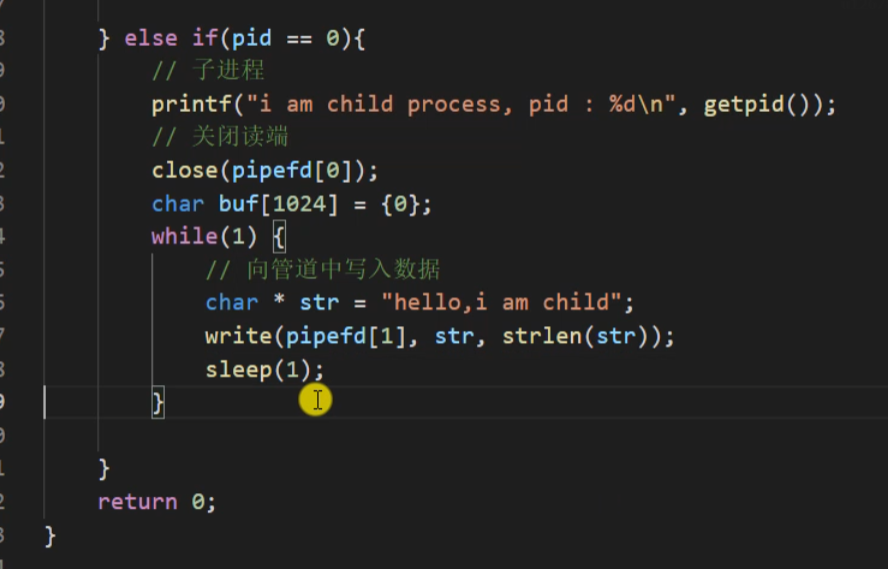 } else if(pid == 0){
// 子进程
printf("i am child process, pid : %d\n", getpid());
// 关闭读端
close(pipefd[0]);
char buf[1024] = {0};
while(1) {
// 向管道中写入数据
char * str = "hello,i am child";
write(pipefd[1], str, strlen(str));
sleep(1);
}
}
return 0;
}